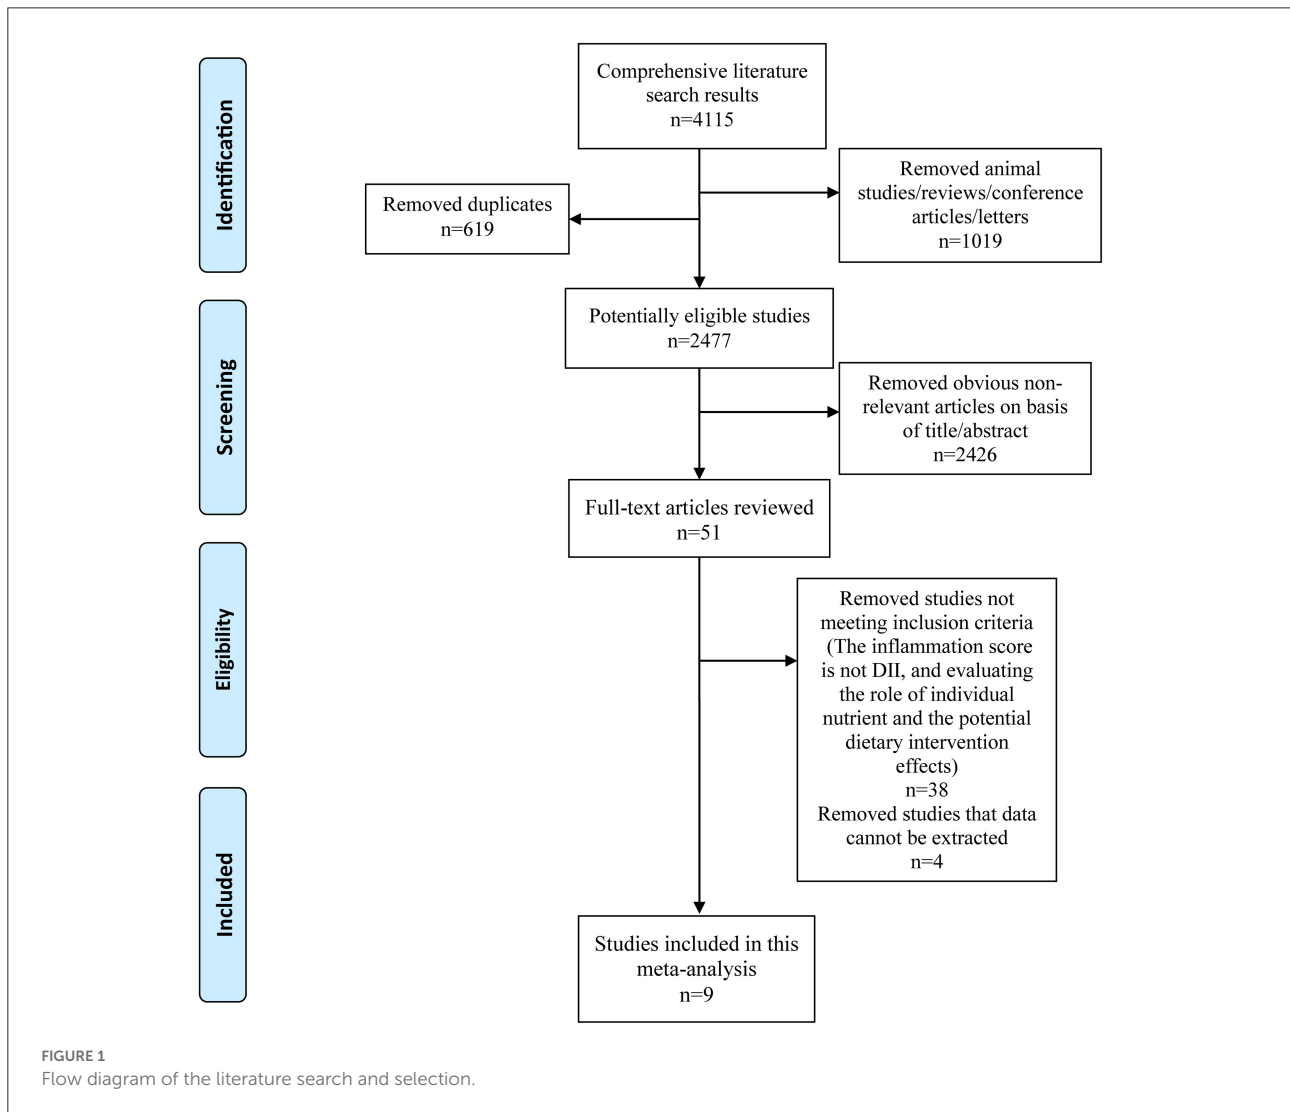 Identification
Comprehensive literature
search results
n=4115
Removed animal
studies/reviews/conference
articles/letters
n=1019
Removed duplicates
n=619
Screening
Potentially eligible studies
n=2477
Removed obvious non-
relevant articles on basis
of title/abstract
n=2426
Full-text articles reviewed
n=51
Eligibility
Removed studies not
meeting inclusion criteria
(The inflammation score
is not DII, and evaluating
the role of individual
nutrient and the potential
dietary intervention
effects)
n=38
Removed studies that data
cannot be extracted
n=4
Included
Studies included in this
meta-analysis
n=9
FIGURE 1
Flow diagram of the literature search and selection.